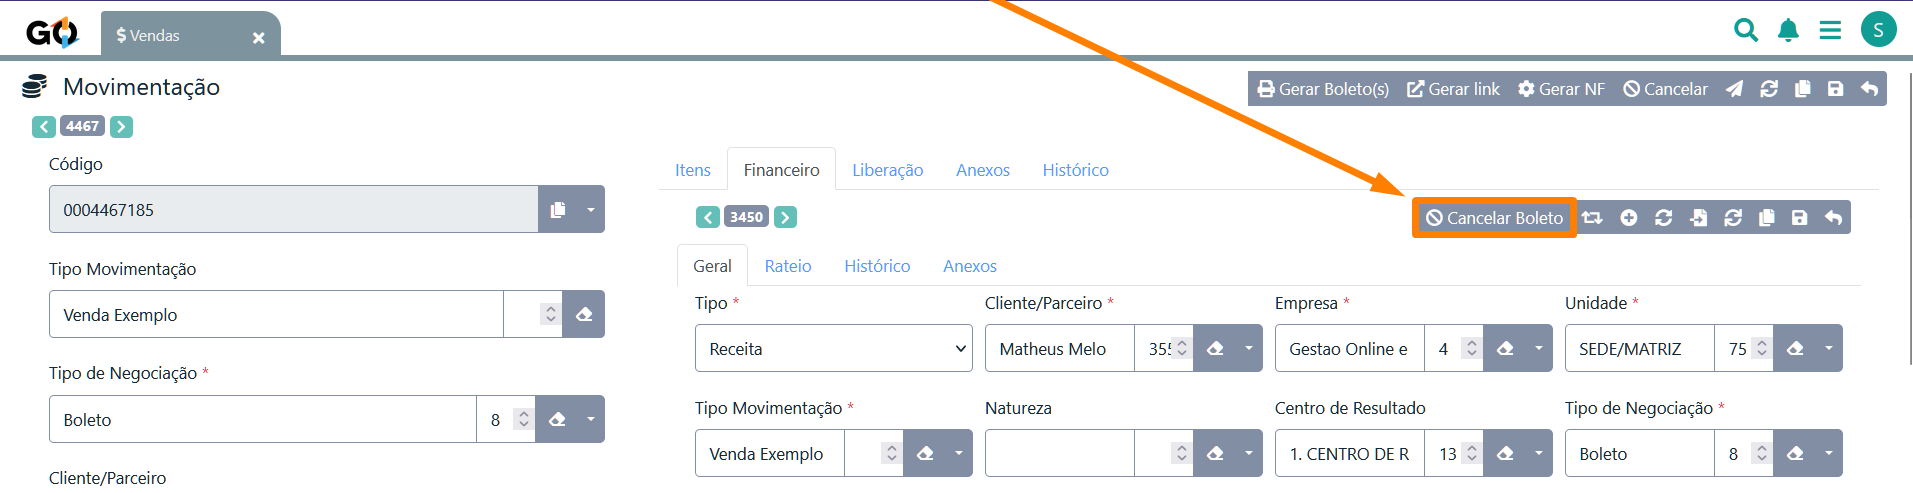 GO
$ Vendas
S
Movimentação
Gerar Boleto(s) Gerar link Gerar NF Cancelar
4467
Código
0004467185
Tipo Movimentação
Venda Exemplo
Tipo de Negociação *
Boleto 8
Cliente/Parceiro
Itens Financeiro Liberação Anexos Histórico
3450
Cancelar Boleto
Geral Rateio Histórico Anexos
Tipo * Cliente/Parceiro * Empresa * Unidade *
Receita Matheus Melo 355 Gestao Online e 4 SEDE/MATRIZ 75
Tipo Movimentação * Natureza Centro de Resultado Tipo de Negociação *
Venda Exemplo 1. CENTRO DE R 13 Boleto 8